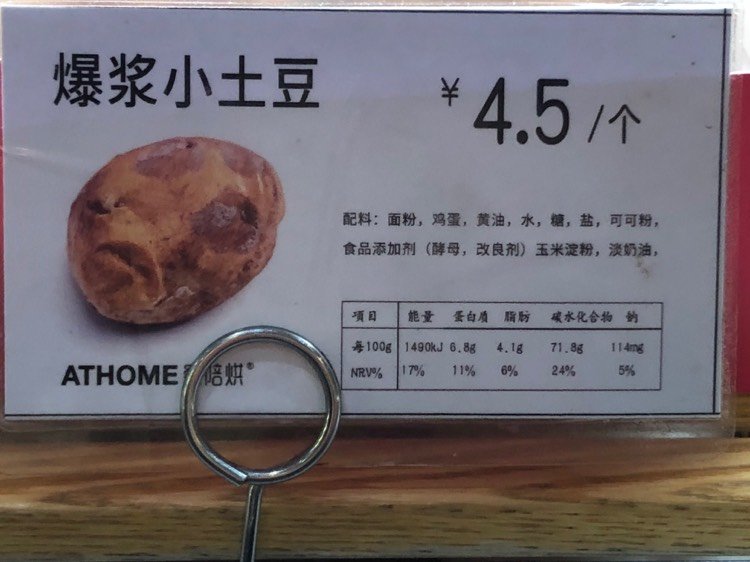 爆浆小土豆
¥ 4.5 /个
配料：面粉，鸡蛋，黄油，水，糖，盐，可可粉，
食品添加剂（酵母，改良剂）玉米淀粉，淡奶油，
项目 能量 蛋白质 脂肪 碳水化合物 钠
每100g 1490kJ 6.8g 4.1g 71.8g 114mg
NRV% 17% 11% 6% 24% 5%
ATHOME 陪烘®